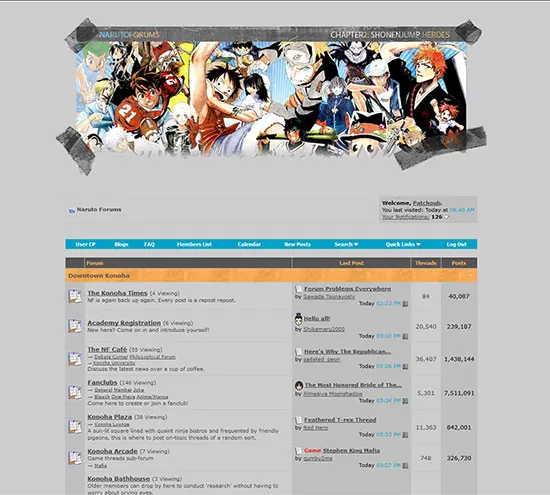 NARUTOFORUMS CHAPTER2: SHONENJUMP HEROES
21
Naruto Forums
Welcome, Patchouli.
You last visited: Today at 08:40 AM
Your Notifications: 126
User CP Blogs FAQ Members List Calendar New Posts Search Quick Links Log Out
Forum Last Post Threads Posts
Downtown Konoha
The Konoha Times (4 Viewing)
NF is again back up again. Every post is a repost repost.
Forum Problems Everywhere
by Sawada Tsunayoshi
Today 03:23 PM
84 40,087
Academy Registration (6 Viewing)
New here? Come on in and introduce yourself!
Hello all!
by Shikamaru2000
Today 03:10 PM
20,540 239,187
The NF Café (55 Viewing)
Debate Corner Philosophical Forum
Konoha University
Discuss the latest news over a cup of coffee.
Here's Why The Republican...
by sadated_peon
Today 03:26 PM
36,407 1,438,144
Fanclubs (146 Viewing)
General Member Joke
Bleach One Piece Anime/Manga
Come here to create or join a fanclub!
The Most Honored Bride of The...
by Almesiva Moonshadow
Today 03:34 PM
5,301 7,511,091
Konoha Plaza (38 Viewing)
Konoha Lounge
A sun-lit square lined with quaint ninja bistros and frequented by friendly
pigeons, this is where to post on-topic threads of a random sort.
Feathered T-rex Thread
by Red Hero
Today 03:33 PM
11,363 842,001
Konoha Arcade (7 Viewing)
Game threads sub-forum
Mafia
Game Stephen King Mafia
by gumby2ms
Today 03:27 PM
748 326,730
Konoha Bathhouse (3 Viewing)
Older members can drop by here to conduct 'research' without having to
worry about prying eyes.